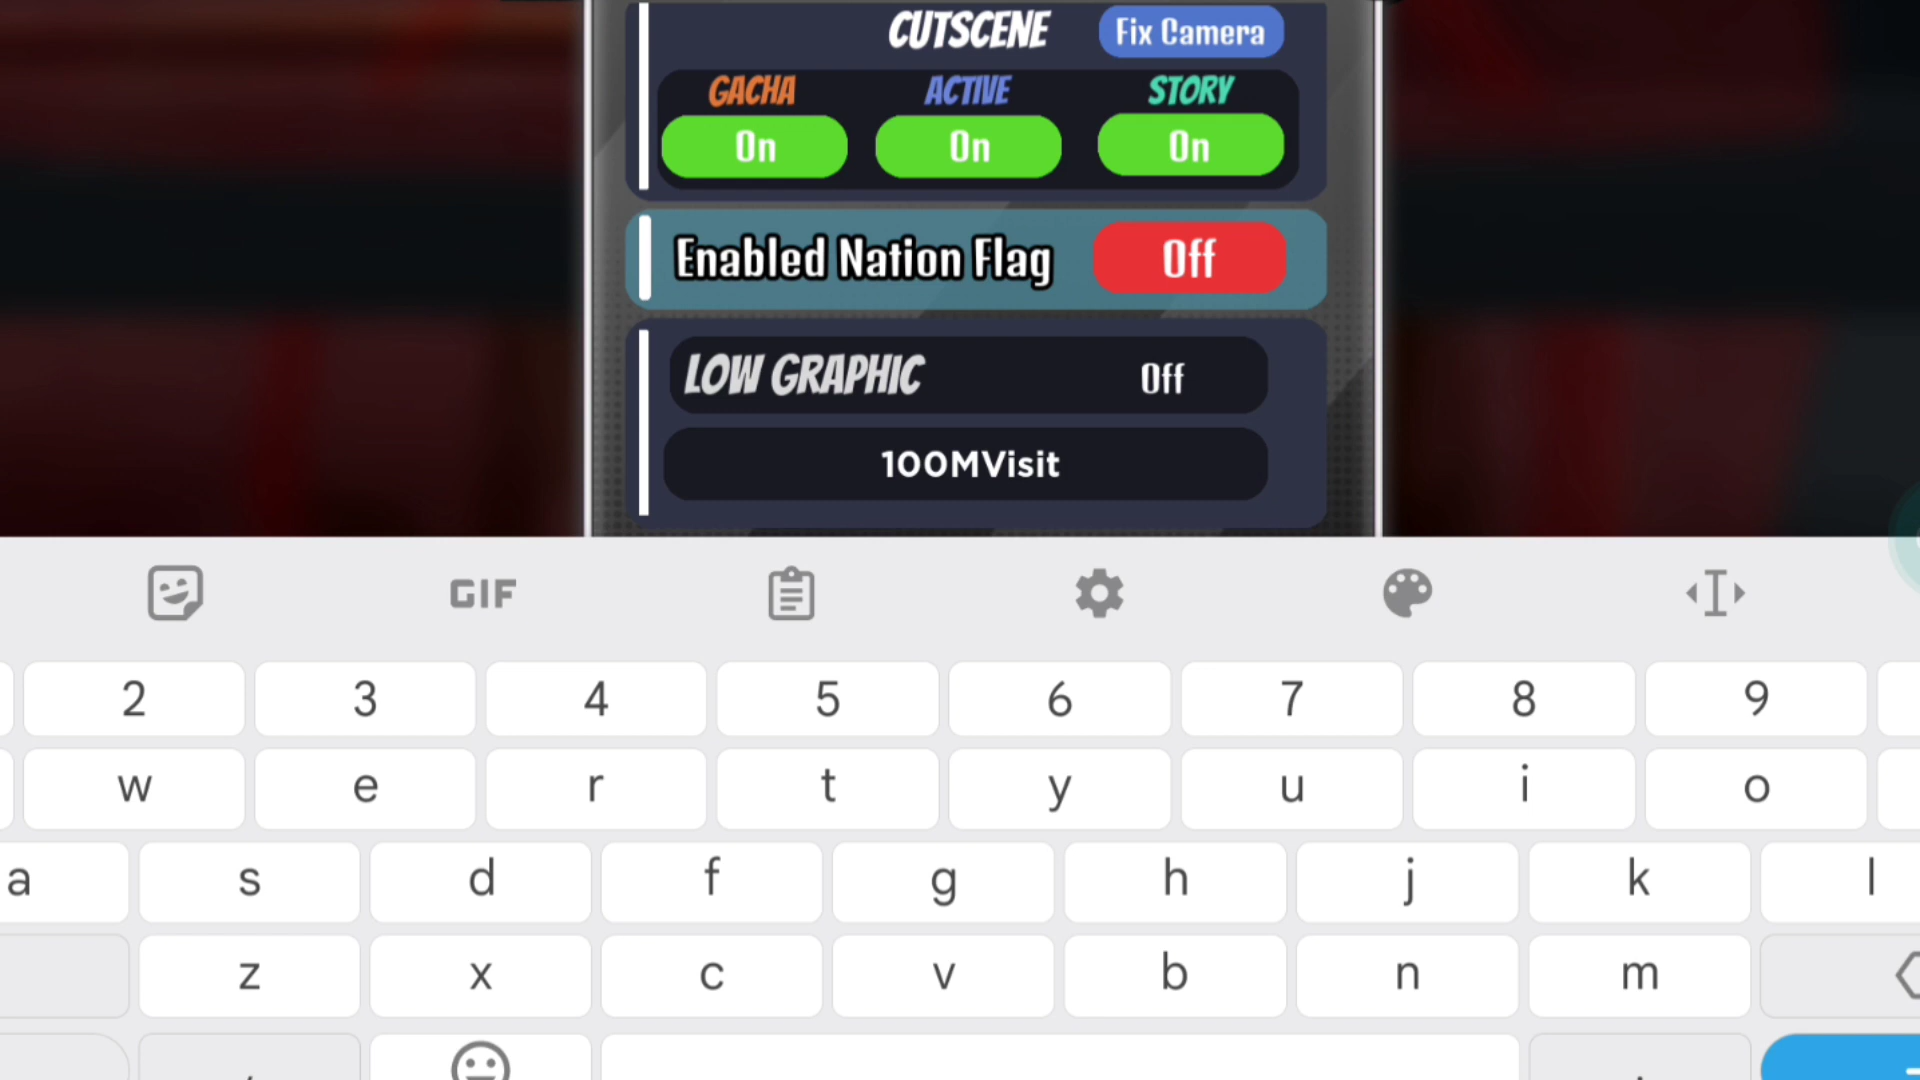 CUTSCENE Fix Camera
GACHA ACTIVE STORY
On On On
Enabled Nation Flag Off
LOW GRAPHIC Off
100MVisit
GIF
2 3 4 5 6 7 8 9
w e r t y u i o
a s d f g h j k l
z x c v b n m